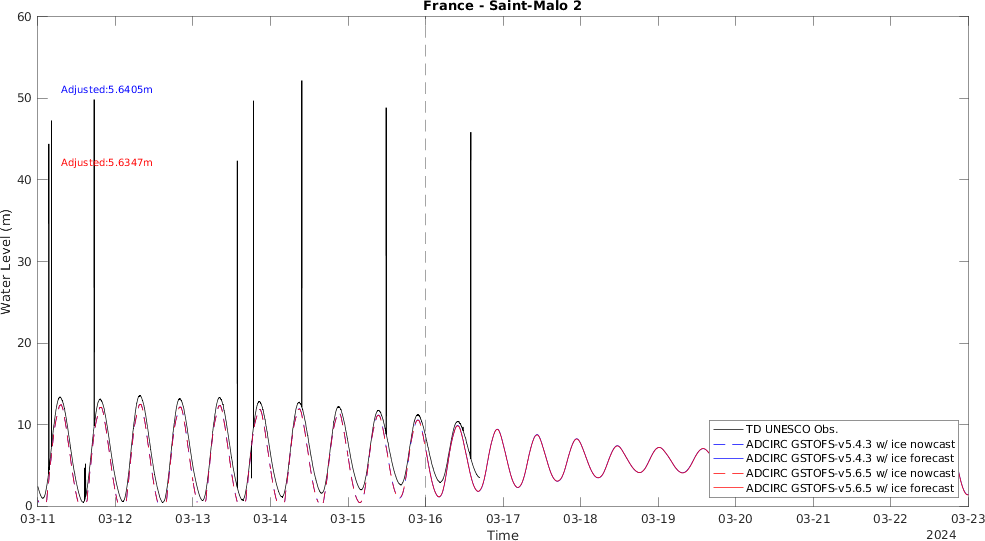 France - Saint-Malo 2
60
50
40
30
20
10
0
Water Level (m)
Adjusted:5.6405m
Adjusted:5.6347m
TD UNESCO Obs.
ADCIRC GSTOFS-v5.4.3 w/ ice nowcast
ADCIRC GSTOFS-v5.4.3 w/ ice forecast
ADCIRC GSTOFS-v5.6.5 w/ ice nowcast
ADCIRC GSTOFS-v5.6.5 w/ ice forecast
03-11 03-12 03-13 03-14 03-15 03-16 03-17 03-18 03-19 03-20 03-21 03-22 03-23
Time
2024